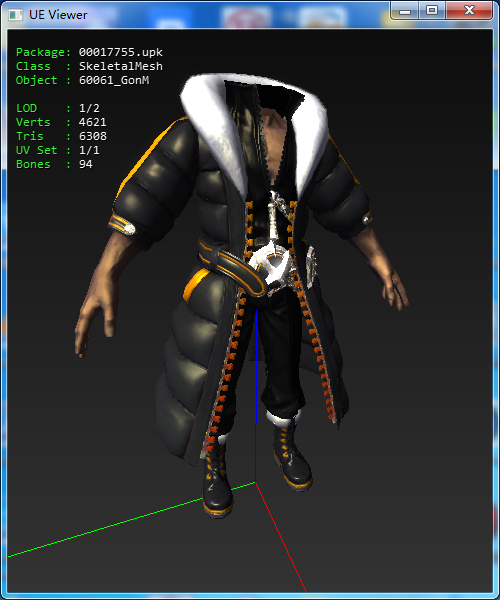 UE Viewer
Package: 00017755.upk
Class : SkeletalMesh
Object : 60061_GonM
LOD : 1/2
Verts : 4621
Tris : 6308
UV Set : 1/1
Bones : 94